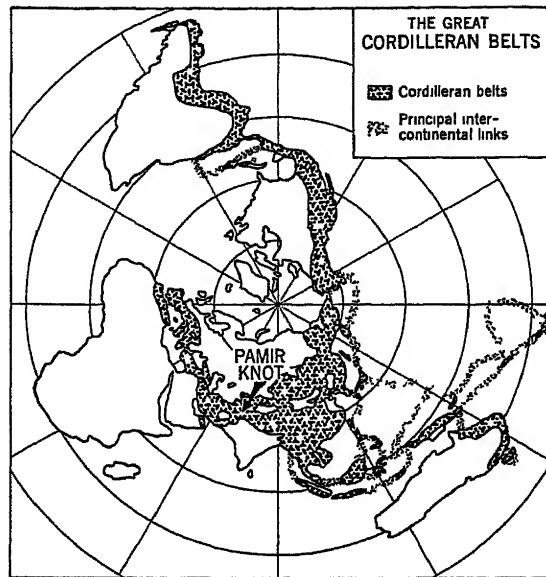 THE GREAT
CORDILLERAN BELTS
Cordilleran belts
Principal inter-
continental links
PAMIR
KNOT